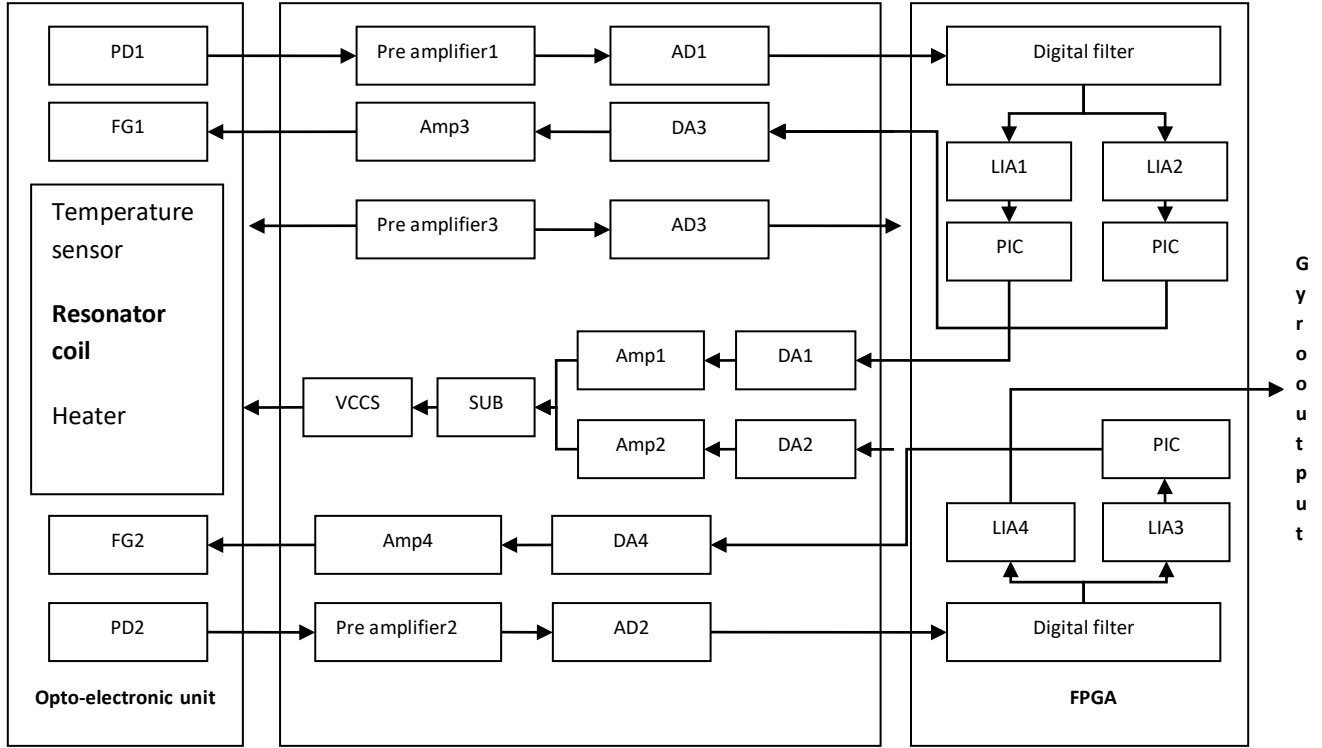 PD1
FG1
Temperature
sensor
Resonator
coil
Heater
FG2
PD2
Opto-electronic unit
Pre amplifier1
AD1
Amp3
DA3
Pre amplifier3
AD3
Amp1
DA1
VCCS
SUB
Amp2
DA2
Amp4
DA4
Pre amplifier2
AD2
Digital filter
LIA1
LIA2
PIC
PIC
PIC
LIA4
LIA3
Digital filter
FPGA
G
y
r
o
o
u
t
p
u
t